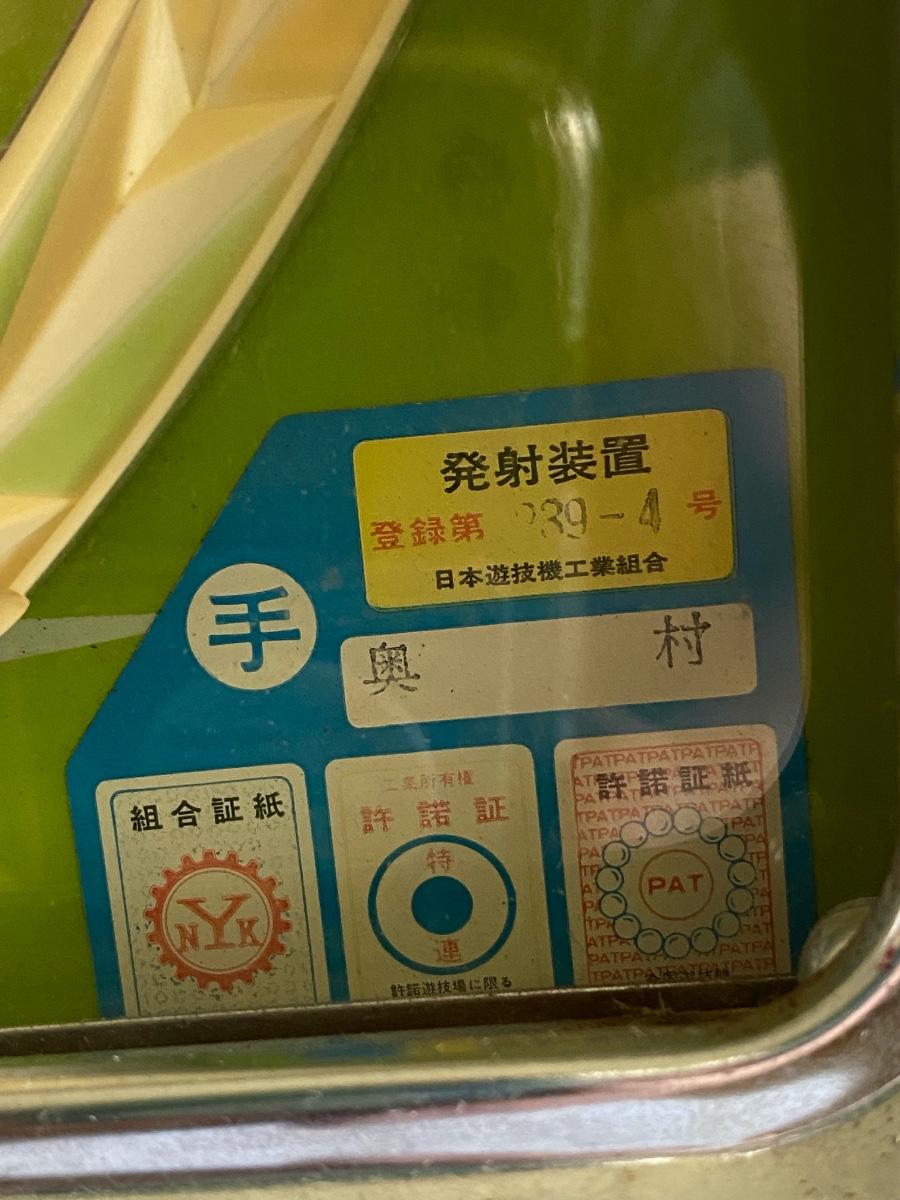 発射装置
登録第 239-4 号
日本遊技機工業組合
手
奥村
組合証紙
NYK
工業所有権
許諾証
特
連
許諾遊技場に限る
PATPATPATPATPATPATP
許諾証紙
PAT